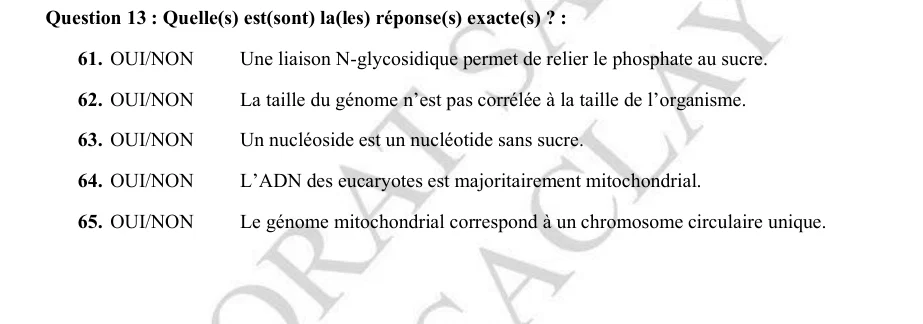 Question 13 : Quelle(s) est(sont) la(les) réponse(s) exacte(s) ? :
61. OUI/NON Une liaison N-glycosidique permet de relier le phosphate au sucre.
62. OUI/NON La taille du génome n’est pas corrélée à la taille de l’organisme.
63. OUI/NON Un nucléoside est un nucléotide sans sucre.
64. OUI/NON L’ADN des eucaryotes est majoritairement mitochondrial.
65. OUI/NON Le génome mitochondrial correspond à un chromosome circulaire unique.